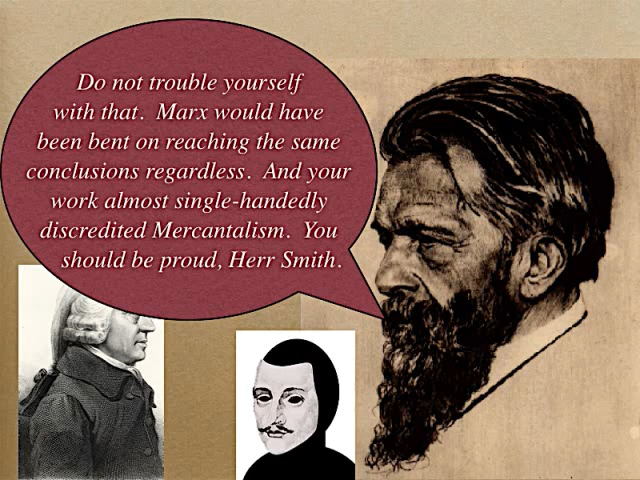 Do not trouble yourself
with that.  Marx would have
been bent on reaching the same
conclusions regardless.  And your
work almost single-handedly
discredited Mercantalism.  You
should be proud, Herr Smith.